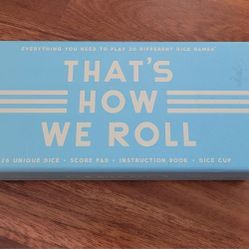 EVERYTHING YOU NEED TO PLAY 20 DIFFERENT DICE GAMES
THAT'S
HOW
WE ROLL
26 UNIQUE DICE • SCORE PAD • INSTRUCTION BOOK • DICE CUP